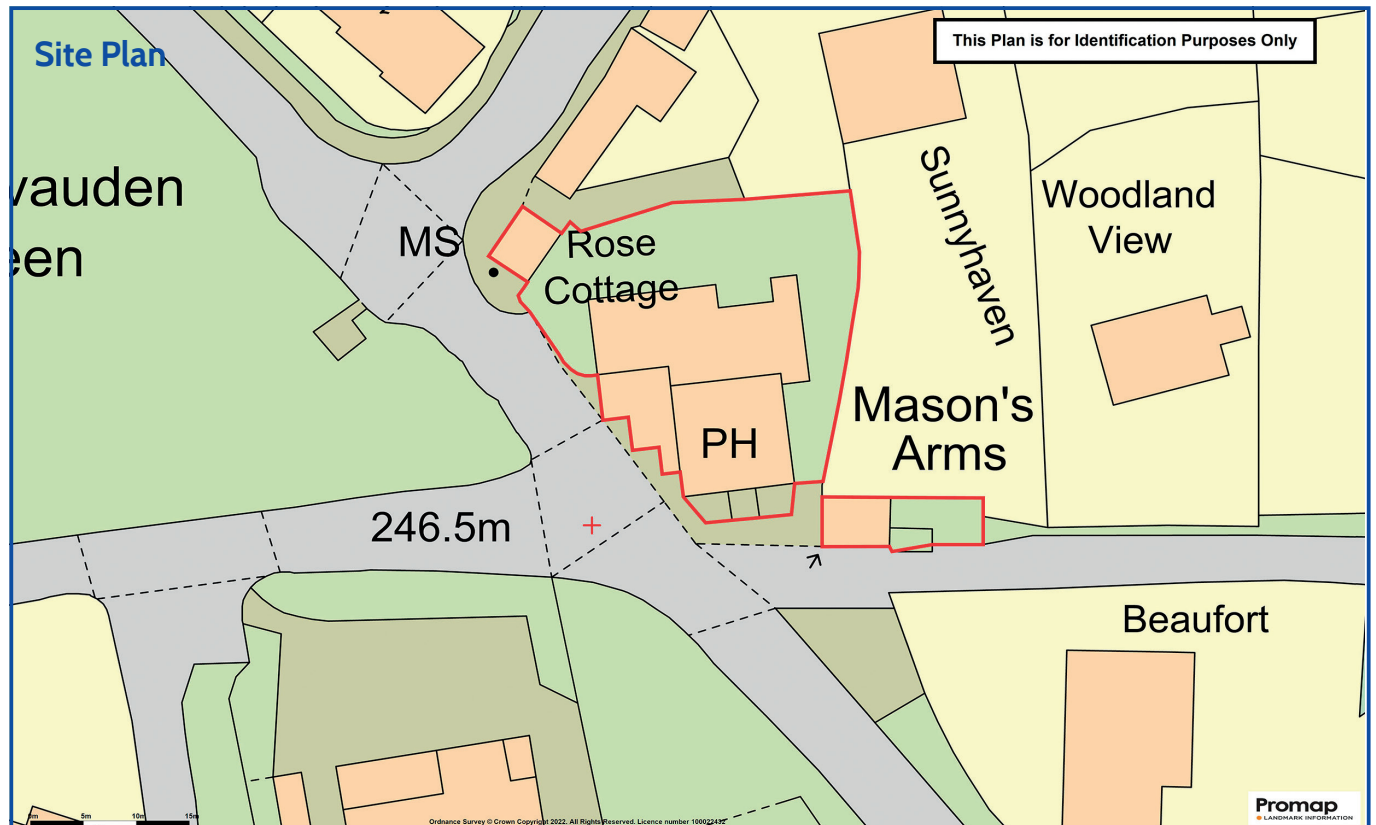 Site Plan
This Plan is for Identification Purposes Only
2
vauden
een
MS
Rose
Cottage
Sunnyhaven
Woodland
View
Mason's
Arms
PH
246.5m
Beaufort
0m 5m 10m 15m
Ordnance Survey © Crown Copyright 2022. All Rights Reserved. Licence number 100022432
Promap
LANDMARK INFORMATION